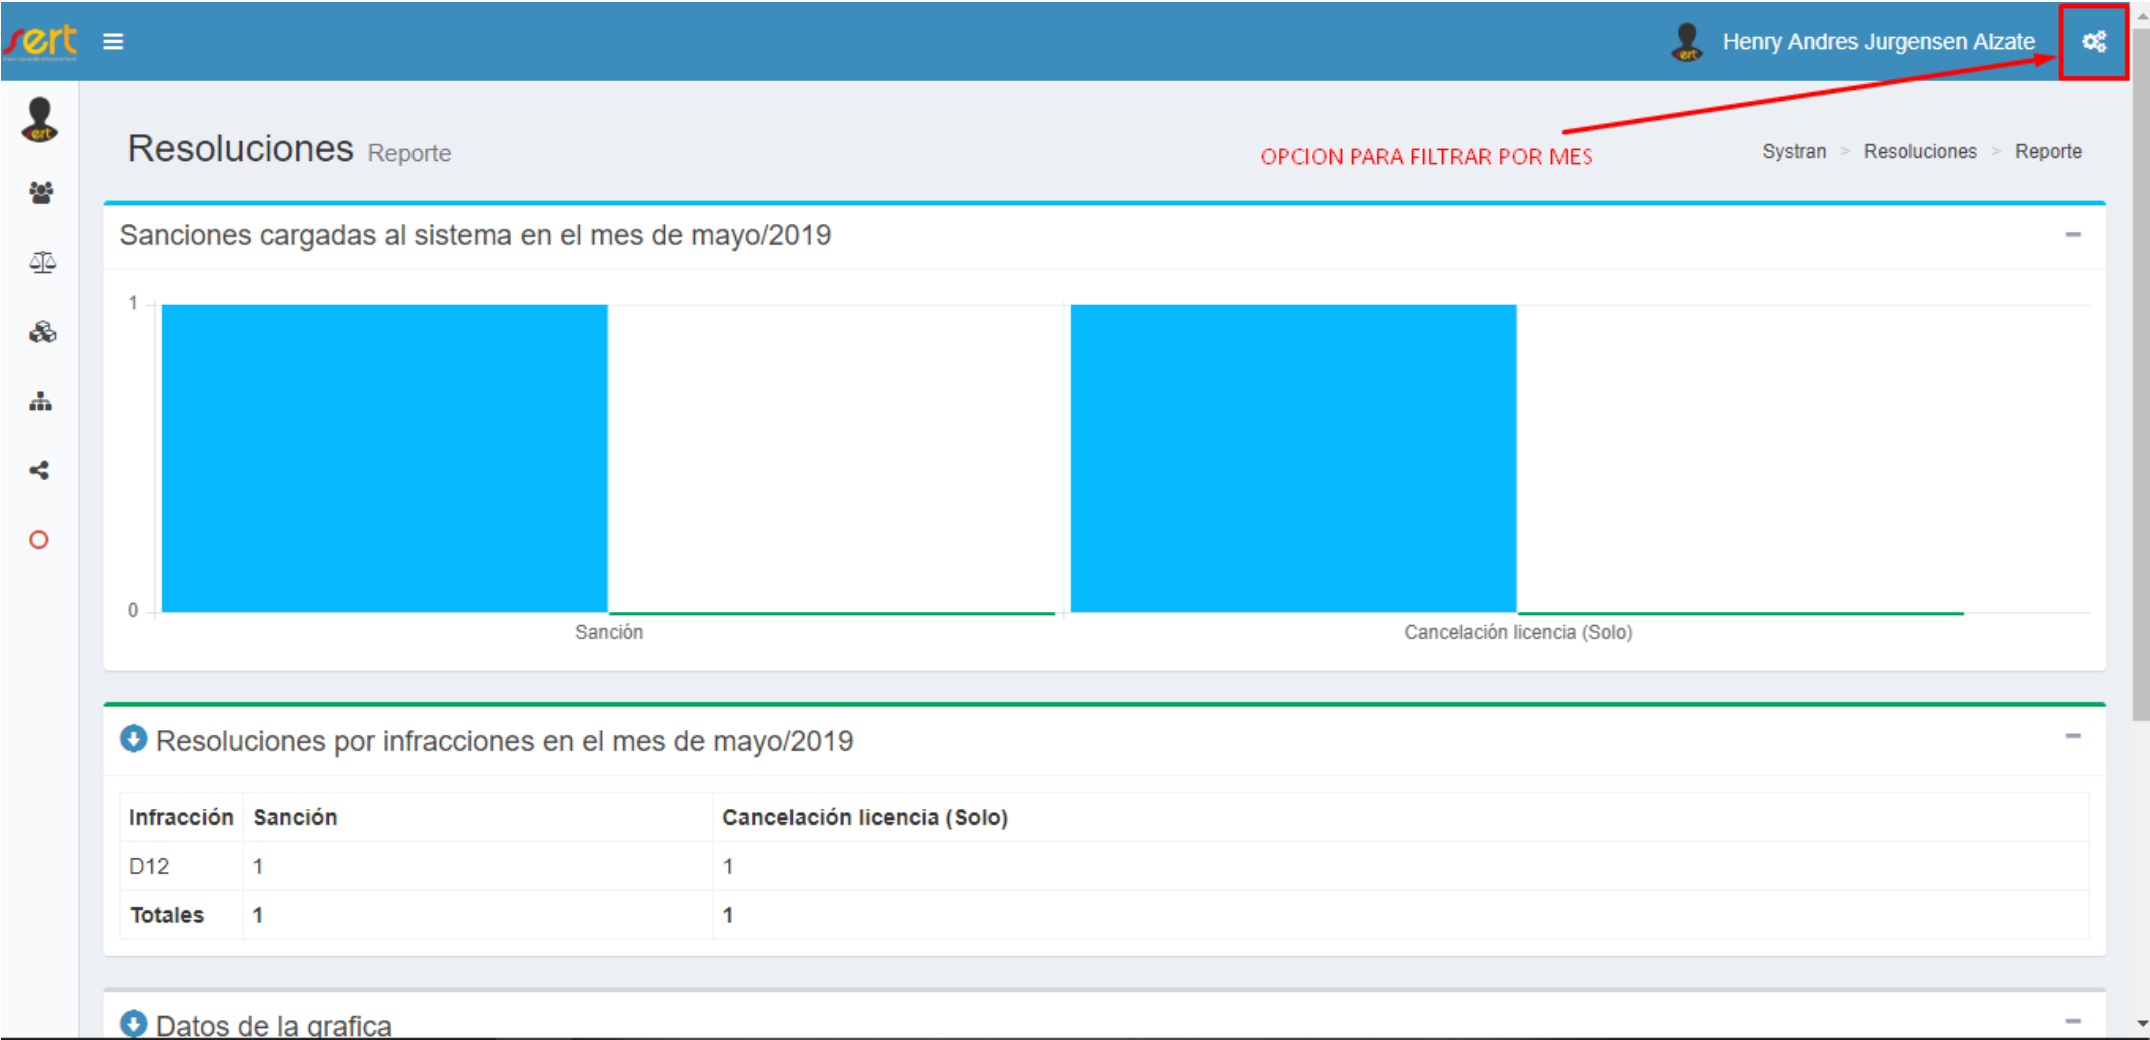 sert
Henry Andres Jurgensen Alzate
Resoluciones Reporte
OPCION PARA FILTRAR POR MES
Systran > Resoluciones > Reporte
Sanciones cargadas al sistema en el mes de mayo/2019
1
0
Sanción
Cancelación licencia (Solo)
Resoluciones por infracciones en el mes de mayo/2019
Infracción Sanción Cancelación licencia (Solo)
D12 1 1
Totales 1 1
Datos de la grafica